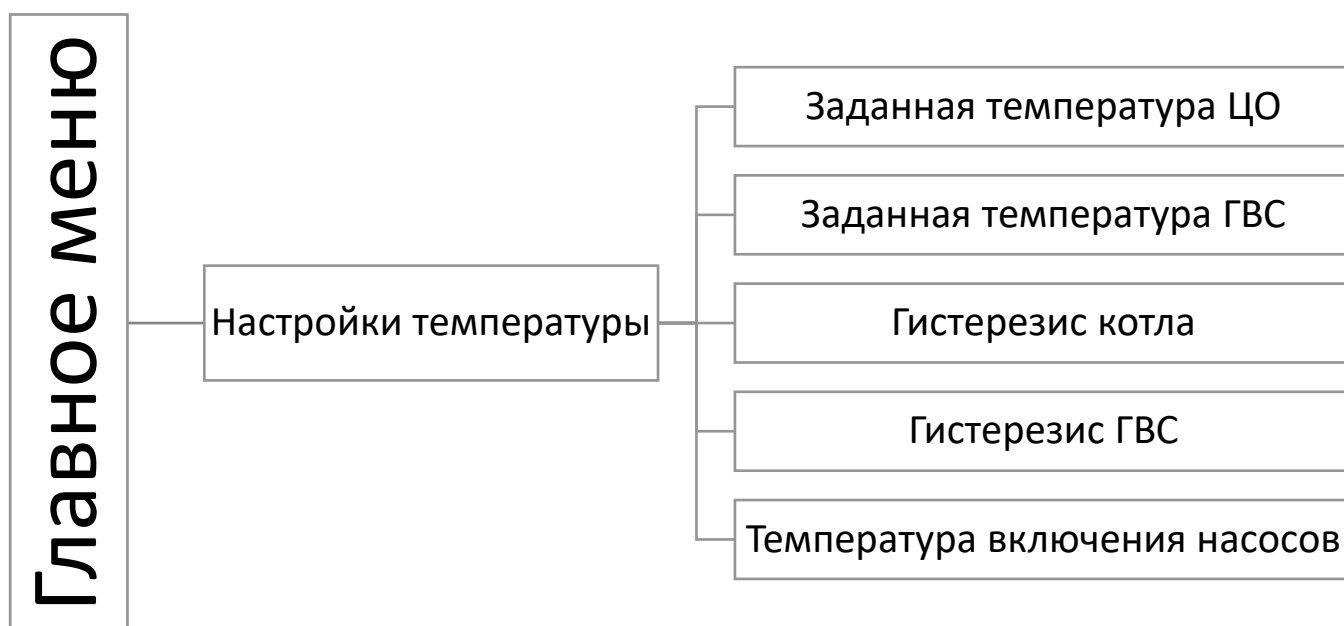 Главное меню
Настройки температуры
Заданная температура ЦО
Заданная температура ГВС
Гистерезис котла
Гистерезис ГВС
Температура включения насосов